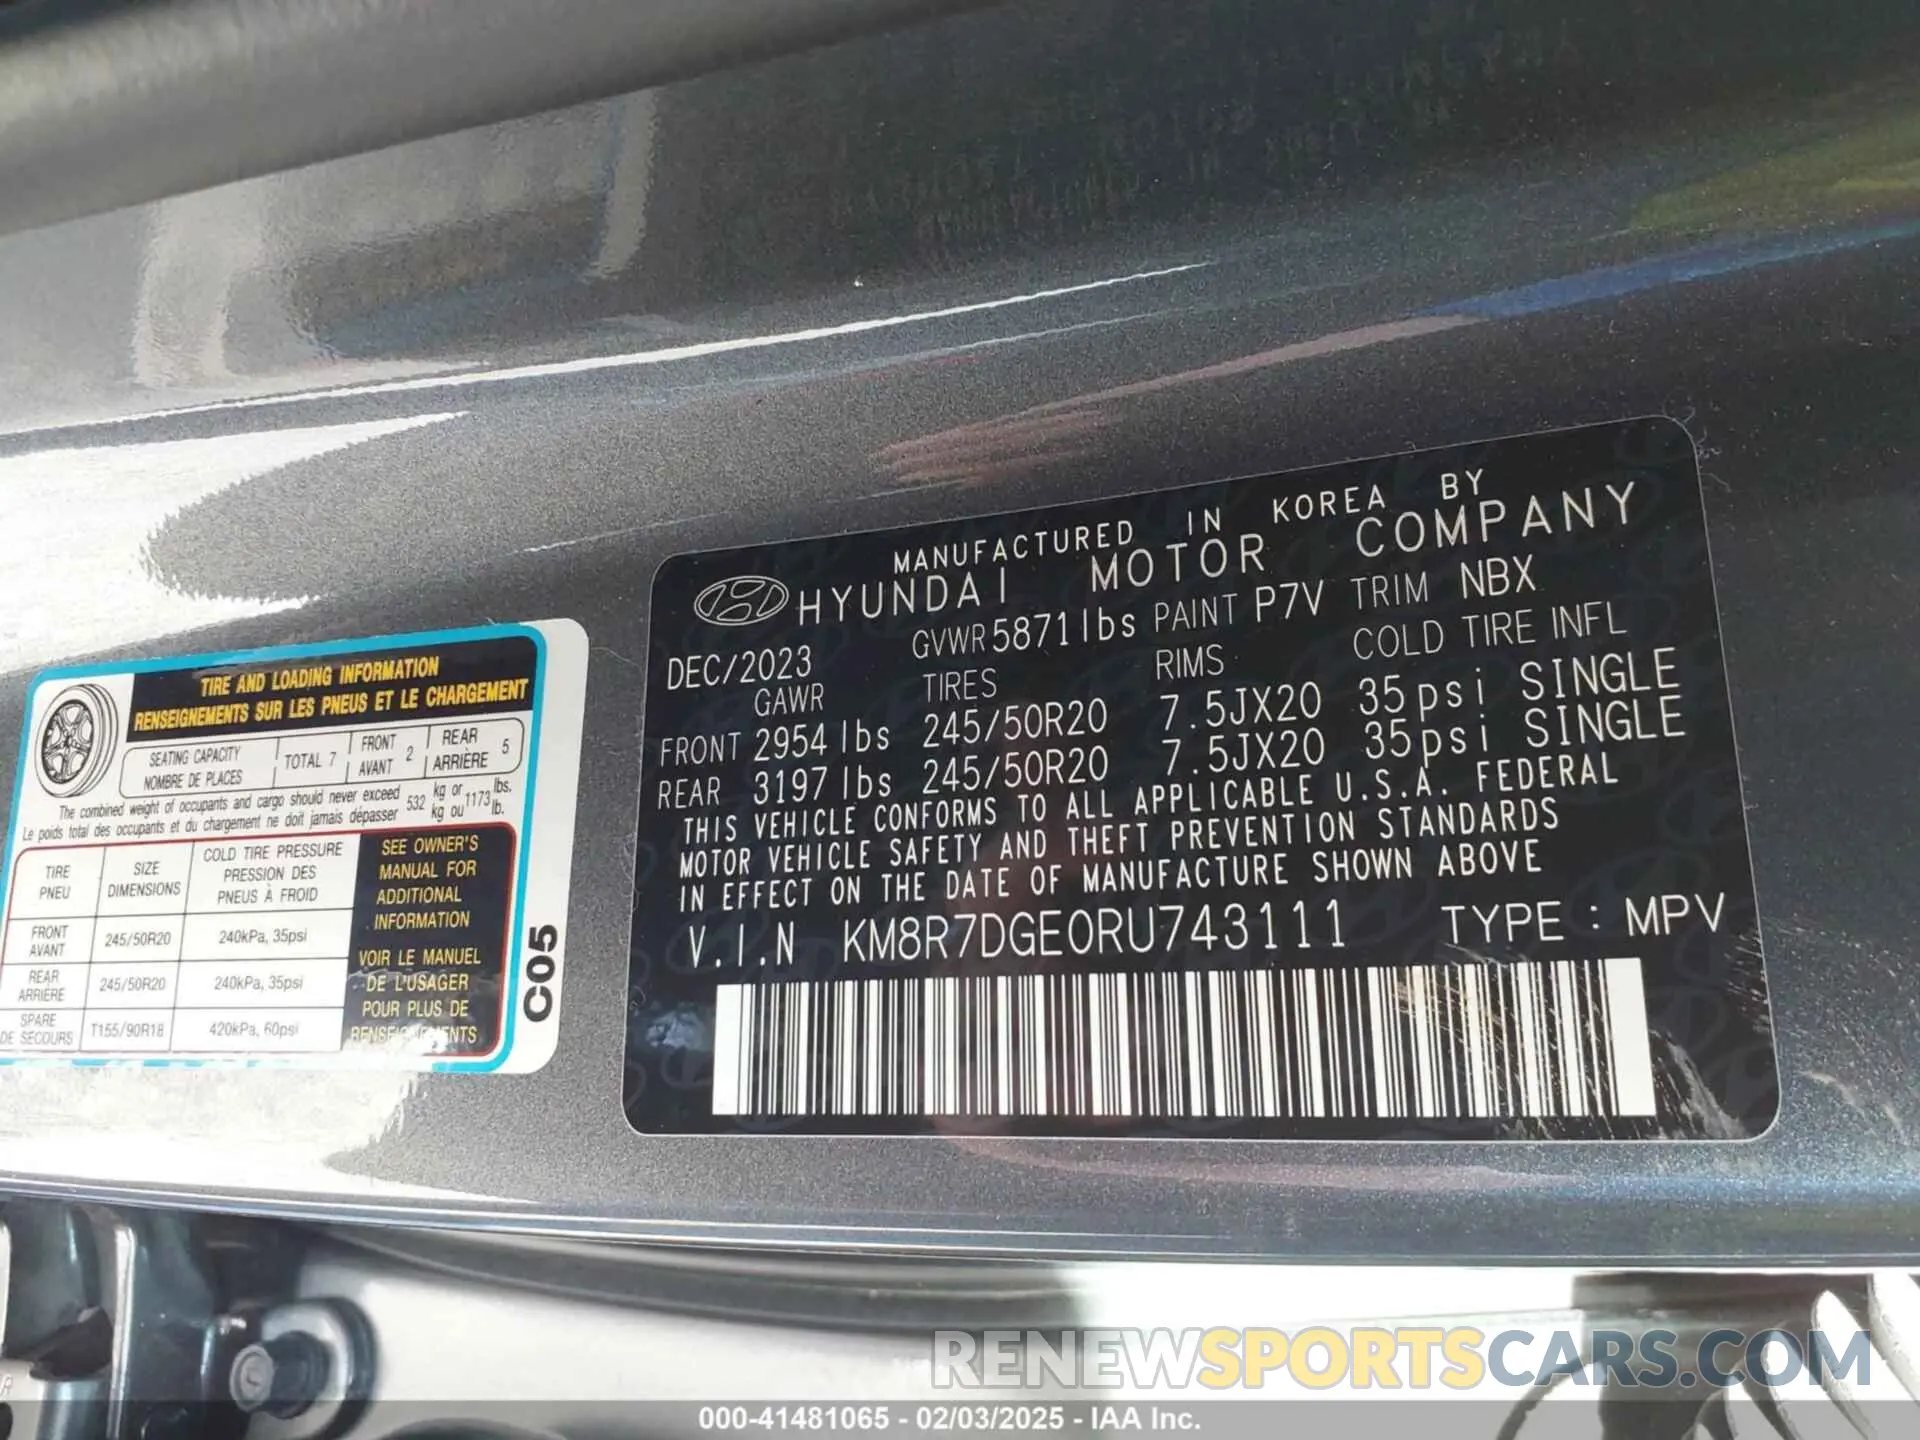 TIRE AND LOADING INFORMATION
RENSEIGNEMENTS SUR LES PNEUS ET LE CHARGEMENT
SEATING CAPACITY
NOMBRE DE PLACES
TOTAL 7
FRONT
AVANT
2
REAR
ARRIÈRE
5
The combined weight of occupants and cargo should never exceed 532 kg or 1173 lbs.
Le poids total des occupants et du chargement ne doit jamais dépasser kg ou lb.
TIRE
PNEU
SIZE
DIMENSIONS
COLD TIRE PRESSURE
PRESSION DES
PNEUS À FROID
FRONT
AVANT
245/50R20
240kPa, 35psi
REAR
ARRIÈRE
245/50R20
240kPa, 35psi
SPARE
DE SECOURS
T155/90R18
420kPa, 60psi
SEE OWNER'S
MANUAL FOR
ADDITIONAL
INFORMATION
VOIR LE MANUEL
DE L'USAGER
POUR PLUS DE
C05
MANUFACTURED IN KOREA BY
HYUNDAI MOTOR COMPANY
DEC/2023 GVWR 5871lbs PAINT P7V TRIM NBX
GAWR TIRES RIMS COLD TIRE INFL
FRONT 2954 lbs 245/50R20 7.5JX20 35psi SINGLE
REAR 3197 lbs 245/50R20 7.5JX20 35psi SINGLE
THIS VEHICLE CONFORMS TO ALL APPLICABLE U.S.A. FEDERAL
MOTOR VEHICLE SAFETY AND THEFT PREVENTION STANDARDS
IN EFFECT ON THE DATE OF MANUFACTURE SHOWN ABOVE
V.I.N KM8R7DGE0RU743111 TYPE : MPV
RENEWSPORTSCARS.COM
000-41481065 - 02/03/2025 - IAA Inc.